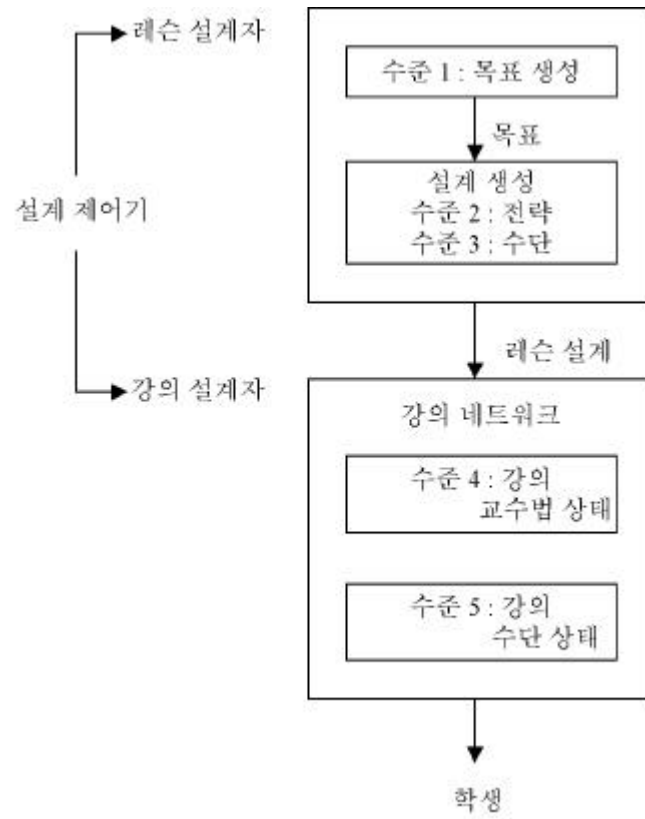 레슨 설계자
수준 1 : 목표 생성
목표
설계 생성
수준 2 : 전략
수준 3 : 수단
설계 제어기
레슨 설계
강의 설계자
강의 네트워크
수준 4 : 강의
교수법 상태
수준 5 : 강의
수단 상태
학생